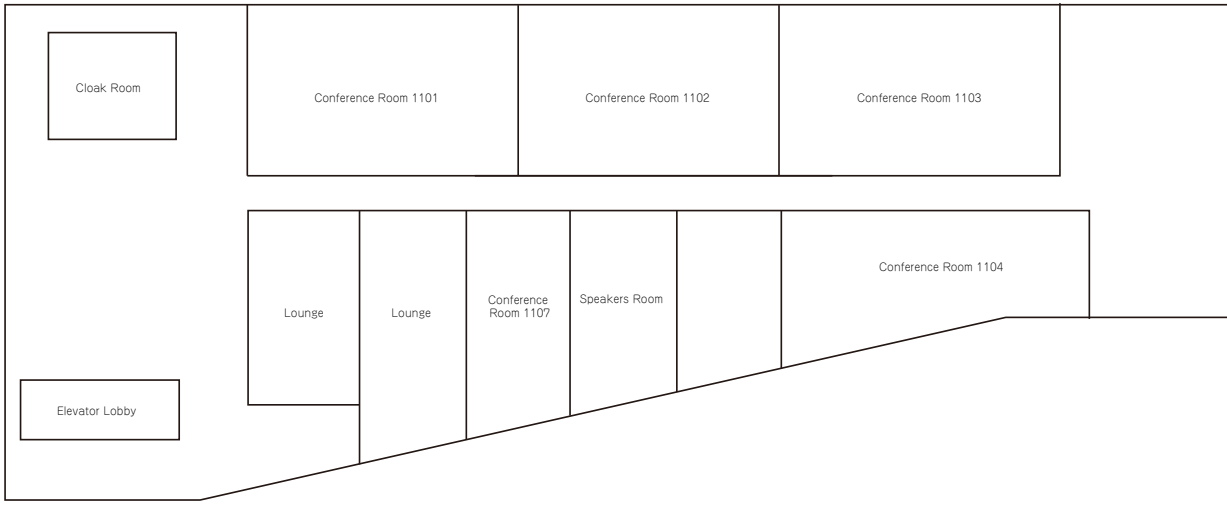 Cloak Room
Conference Room 1101
Conference Room 1102
Conference Room 1103
Conference Room 1104
Lounge
Lounge
Conference
Room 1107
Speakers Room
Elevator Lobby